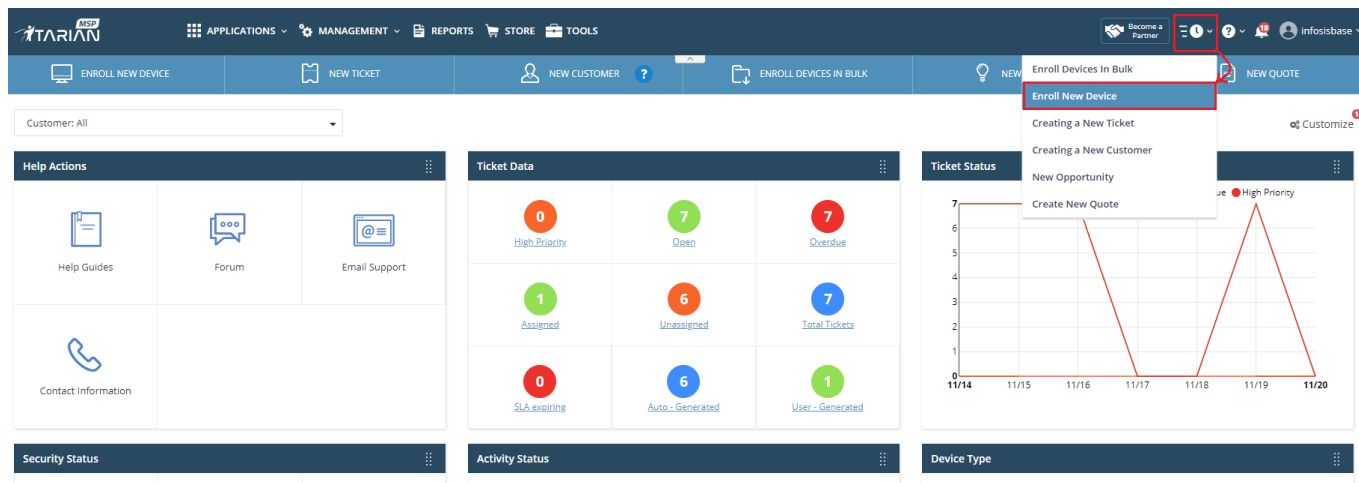 MSP
ITARIAN
APPLICATIONS
MANAGEMENT
REPORTS
STORE
TOOLS
Become a
Partner
?
18
infosisbase
ENROLL NEW DEVICE
NEW TICKET
NEW CUSTOMER
?
ENROLL DEVICES IN BULK
NEW
NEW QUOTE
Enroll Devices In Bulk
Enroll New Device
Creating a New Ticket
Creating a New Customer
New Opportunity
Create New Quote
Customer: All
Customize
1
Help Actions
Help Guides
Forum
Email Support
Contact Information
Ticket Data
0
High Priority
7
Open
7
Overdue
1
Assigned
6
Unassigned
7
Total Tickets
0
SLA expiring
6
Auto - Generated
1
User - Generated
Ticket Status
ue
High Priority
7
6
5
4
3
2
1
0
11/14
11/15
11/16
11/17
11/18
11/19
11/20
Security Status
Activity Status
Device Type